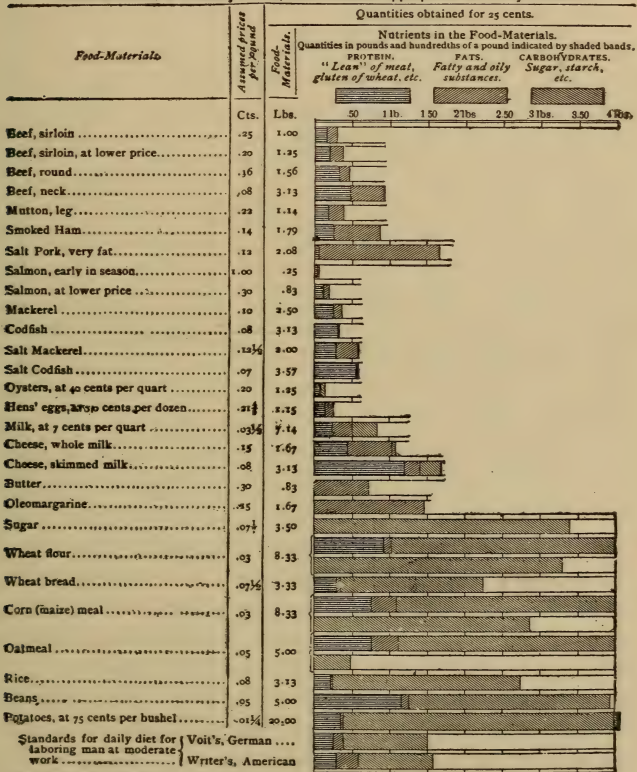 Quantities obtained for 25 cents.
Food-Materials.
Assumed prices per pound
Food-Materials.
Nutrients in the Food-Materials.
Quantities in pounds and hundredths of a pound indicated by shaded bands,
PROTEIN. FATS. CARBOHYDRATES.
"Lean" of meat, Fatty and oily Sugar, starch,
gluten of wheat, etc. substances. etc.
Cts. Lbs. 50 1 lb. 1 50 2 lbs 2 50 3 lbs 3.50 4 lbs.
Beef, sirloin .25 1.00
Beef, sirloin, at lower price .20 1.25
Beef, round .16 1.56
Beef, neck .08 3.13
Mutton, leg .22 1.14
Smoked Ham .14 1.79
Salt Pork, very fat .12 2.08
Salmon, early in season 1.00 .25
Salmon, at lower price .30 .83
Mackerel .10 2.50
Codfish .08 3.13
Salt Mackerel .12½ 2.00
Salt Codfish .07 3.57
Oysters, at 40 cents per quart .20 1.25
Hens' eggs, cents per dozen 1.15
Milk, at 7 cents per quart .03½ 7.14
Cheese, whole milk .15 1.67
Cheese, skimmed milk .08 3.13
Butter .30 .83
Oleomargarine .15 1.67
Sugar 3.50
Wheat flour .03 8.33
Wheat bread .07½ 3.33
Corn (maize) meal .03 8.33
Oatmeal .05 5.00
Rice .08 3.13
Beans .05 5.00
Potatoes, at 75 cents per bushel .01¼ 20.00
Standards for daily diet for laboring man at moderate work
Voit's, German
Writer's, American